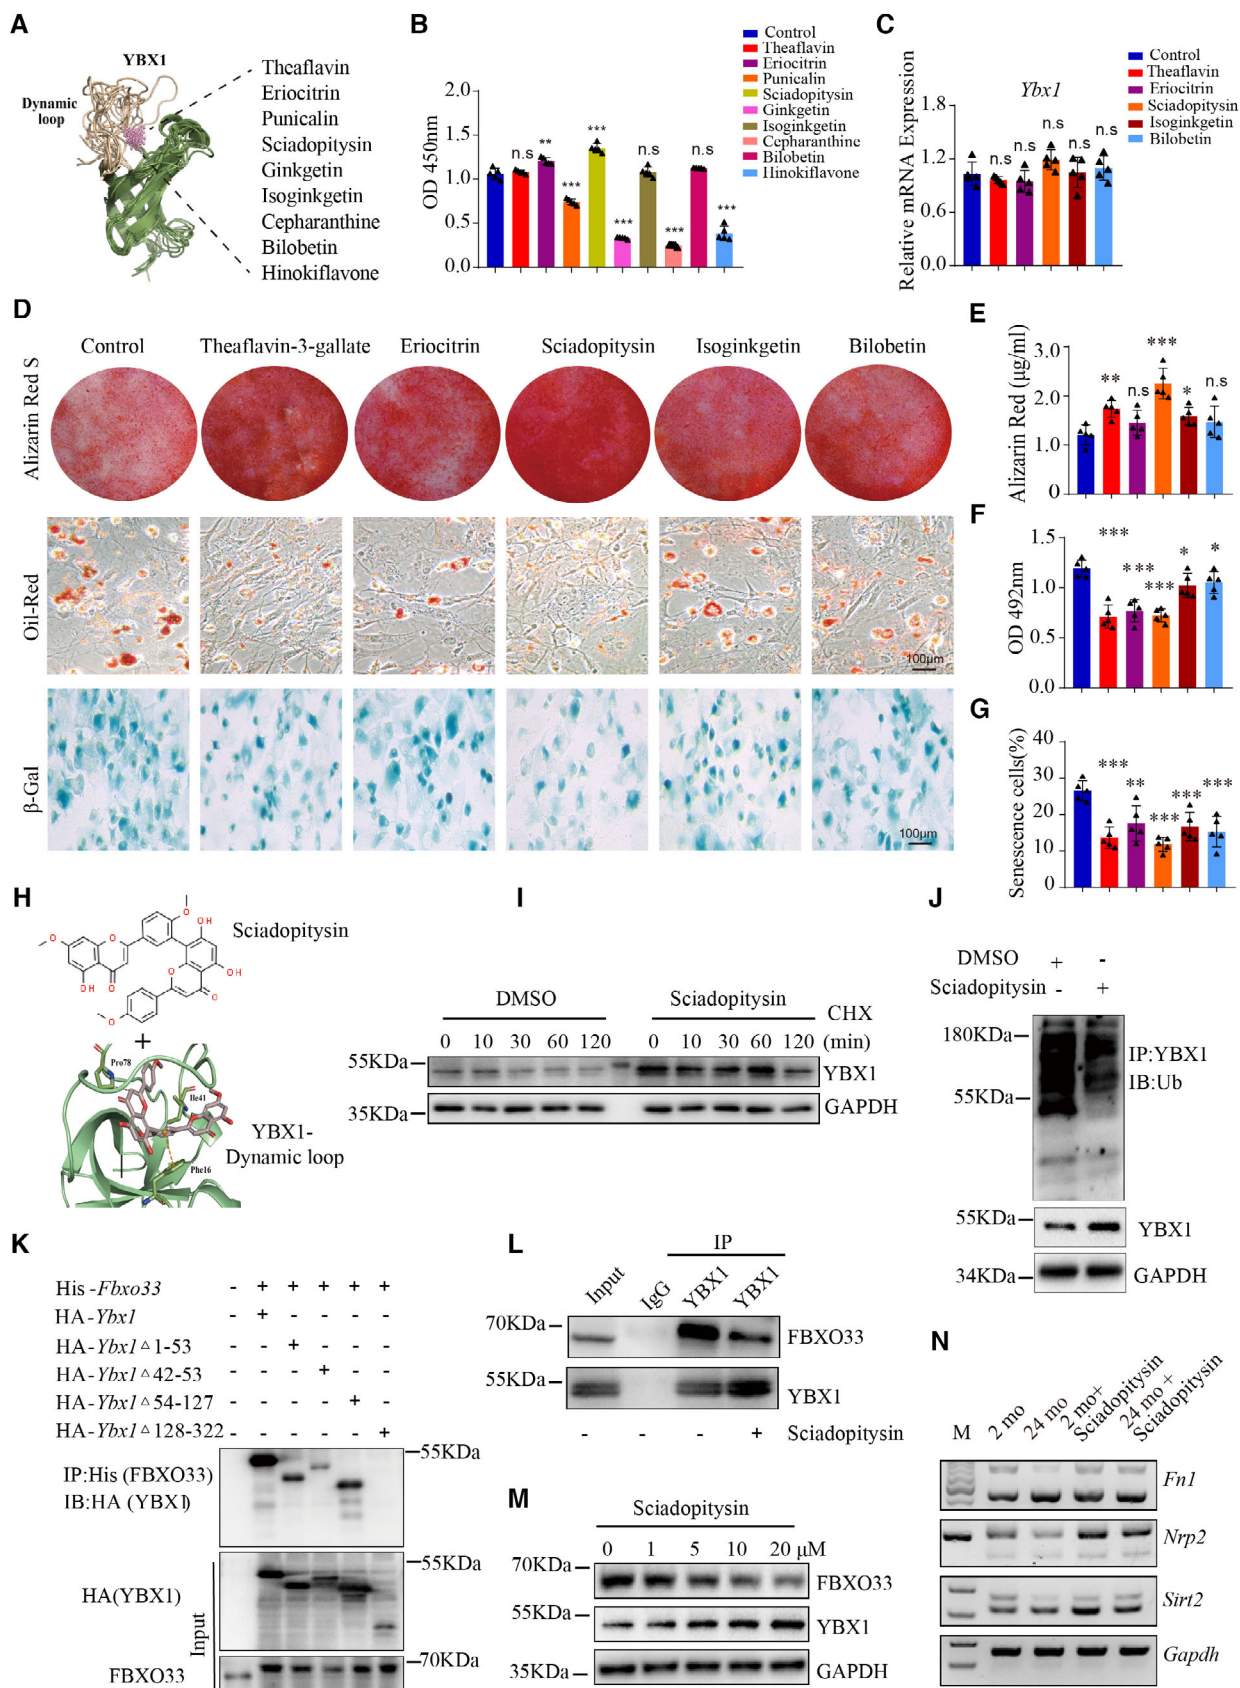 A
YBX1
Dynamic
loop
Theaflavin
Eriocitrin
Punicalin
Sciadopitysin
Ginkgetin
Isoginkgetin
Cepharanthine
Bilobetin
Hinokiflavone
B
Control
Theaflavin
Eriocitrin
Punicalin
Sciadopitysin
Ginkgetin
Isoginkgetin
Cepharanthine
Bilobetin
Hinokiflavone
OD 450nm
2.0
1.5
1.0
0.5
0.0
n.s ** *** *** *** n.s *** n.s ***
C
Ybx1
Control
Theaflavin
Eriocitrin
Sciadopitysin
Isoginkgetin
Bilobetin
Relative mRNA Expression
1.8
1.2
0.6
0.0
n.s n.s n.s n.s n.s
D
Control Theaflavin-3-gallate Eriocitrin Sciadopitysin Isoginkgetin Bilobetin
Alizarin Red S
Oil-Red
100μm
β-Gal
100μm
E
Alizarin Red (μg/ml)
3.0
2.0
1.0
0
** n.s *** * n.s
F
OD 492nm
1.5
1.0
0.5
0.0
*** *** *** * *
G
Senescence cells(%)
40
30
20
10
0
*** ** *** *** ***
H
Sciadopitysin
O OH O O OH O OH O O O
+
Pro78
Ile41
Phe16
YBX1-
Dynamic loop
I
DMSO Sciadopitysin CHX
0 10 30 60 120 0 10 30 60 120 (min)
55KDa YBX1
35KDa GAPDH
J
DMSO + -
Sciadopitysin - +
180KDa IP:YBX1
IB:Ub
55KDa
55KDa YBX1
34KDa GAPDH
K
His-Fbxo33 - + + + + +
HA-Ybx1 - + - - - -
HA-Ybx1△1-53 - - + - - -
HA-Ybx1△42-53 - - - + - -
HA-Ybx1△54-127 - - - - + -
HA-Ybx1△128-322 - - - - - +
55KDa
IP:His (FBXO33)
IB:HA (YBX1)
55KDa
HA(YBX1)
Input
70KDa
FBXO33
L
IP
Input IgG YBX1 YBX1
70KDa FBXO33
55KDa YBX1
- - - + Sciadopitysin
M
Sciadopitysin
0 1 5 10 20 μM
70KDa FBXO33
55KDa YBX1
35KDa GAPDH
N
M 2 mo 24 mo 2 mo+ Sciadopitysin 24 mo + Sciadopitysin
Fn1
Nrp2
Sirt2
Gapdh